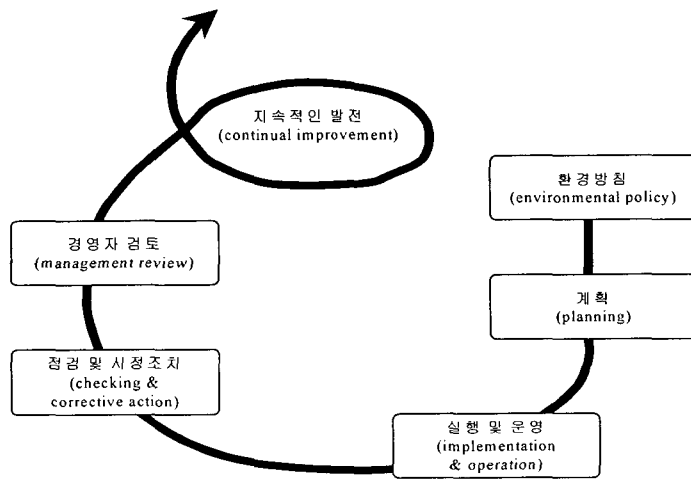 지속적인 발전
(continual improvement)
환경방침
(environmental policy)
경영자 검토
(management review)
계획
(planning)
점검 및 시정조치
(checking &
corrective action)
실행 및 운영
(implementation
& operation)